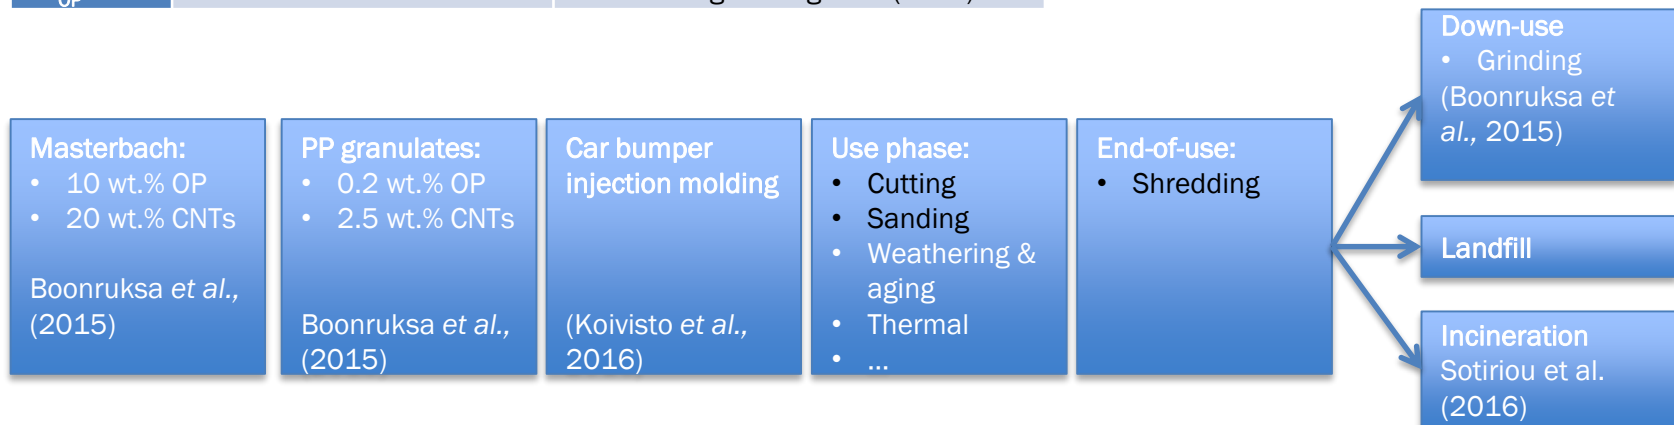 OP
Masterbach:
• 10 wt.% OP
• 20 wt.% CNTs
Boonruksa et al.,
(2015)
PP granulates:
• 0.2 wt.% OP
• 2.5 wt.% CNTs
Boonruksa et al.,
(2015)
Car bumper
injection molding
(Koivisto et al.,
2016)
Use phase:
• Cutting
• Sanding
• Weathering &
aging
• Thermal
• ...
End-of-use:
• Shredding
Down-use
• Grinding
(Boonruksa et
al., 2015)
Landfill
Incineration
Sotiriou et al.
(2016)